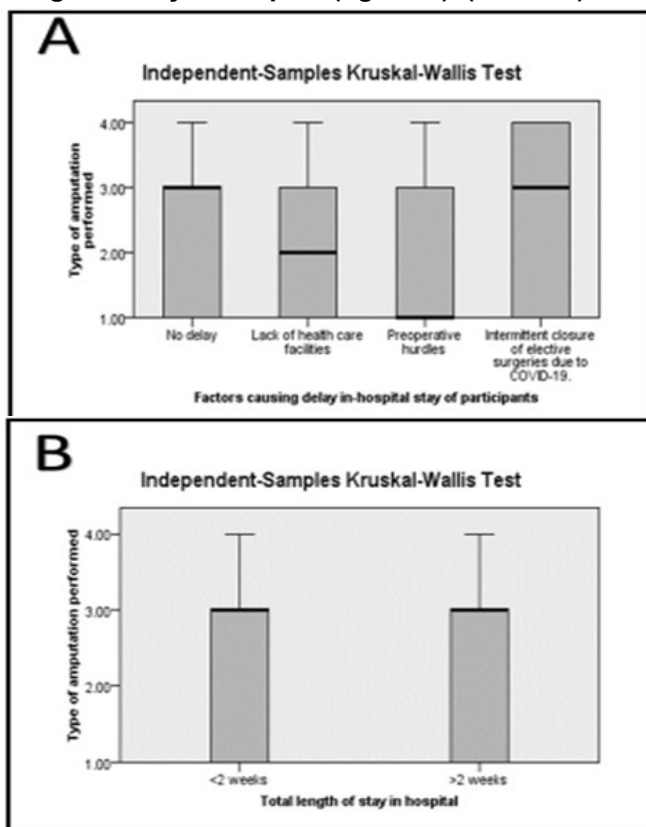 A
Independent-Samples Kruskal-Wallis Test
Type of amputation
performed
4.00
3.00
2.00
1.00
No delay
Lack of health care
facilities
Preoperative
hurdles
Intermittent closure
of elective
surgeries due to
COVID-19.
Factors causing delay in-hospital stay of participants
B
Independent-Samples Kruskal-Wallis Test
Type of amputation performed
4.00
3.00
2.00
1.00
<2 weeks
>2 weeks
Total length of stay in hospital